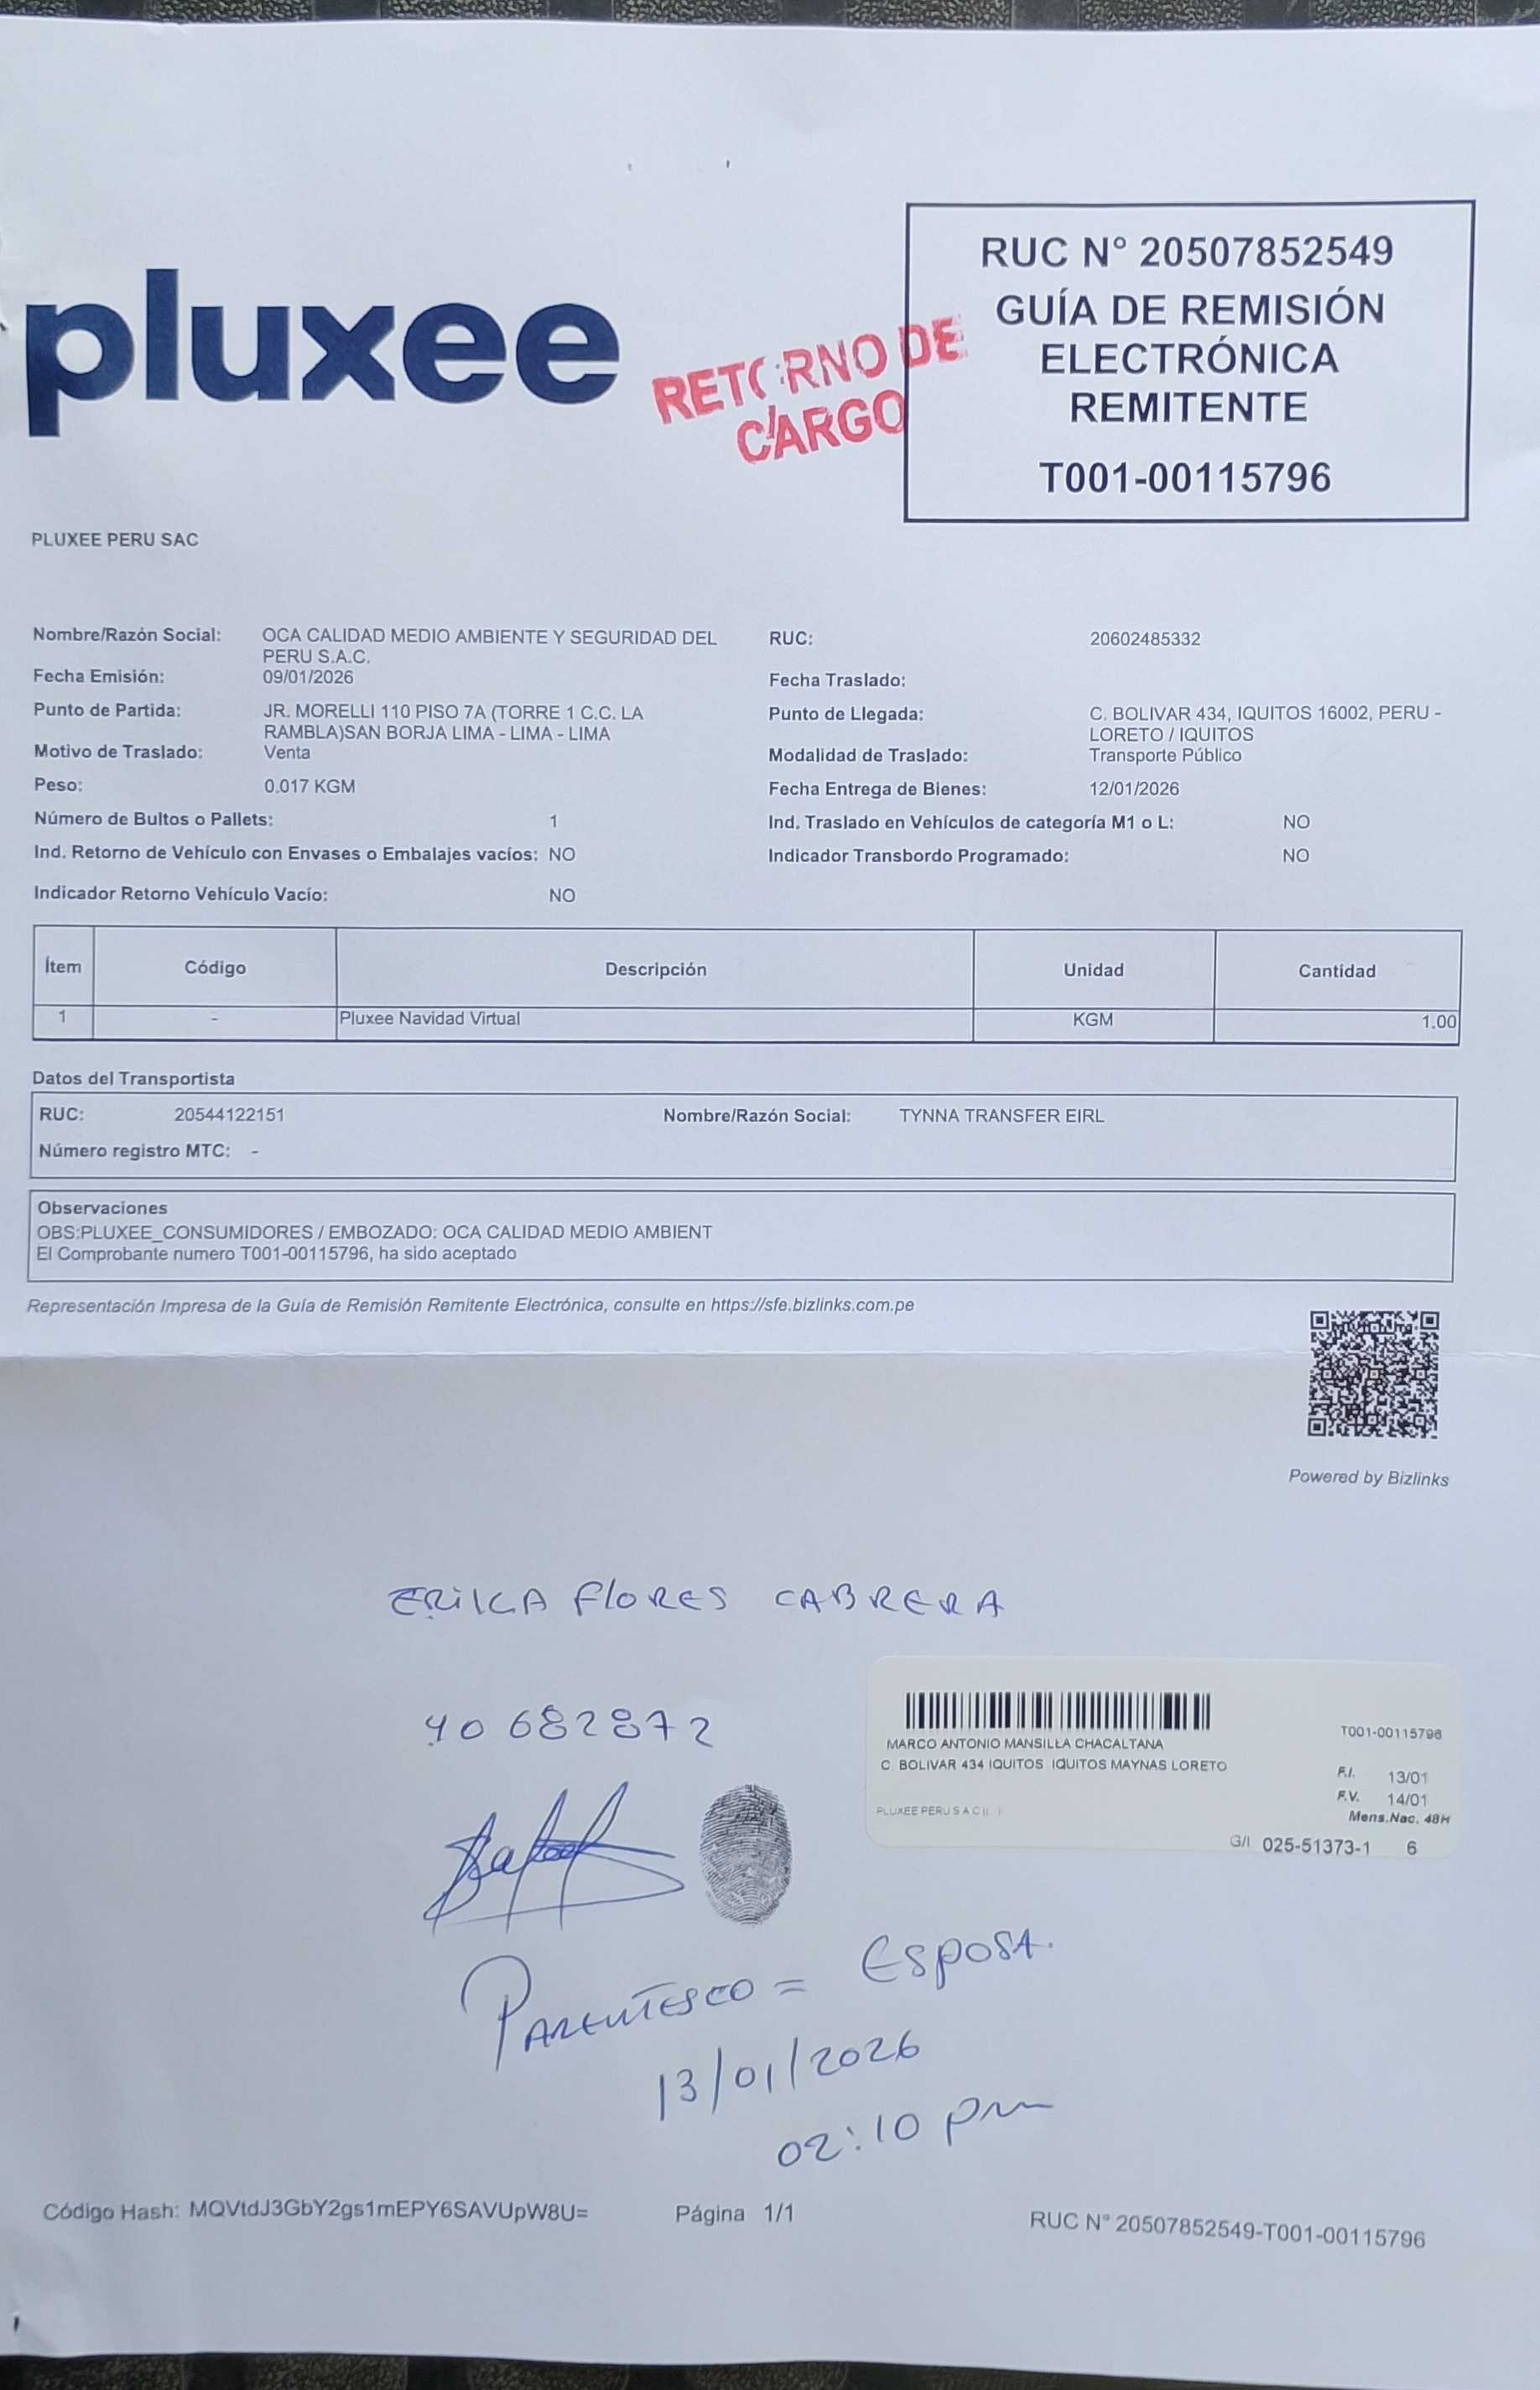 pluxee
RETORNO DE
CARGO
RUC N° 20507852549
GUÍA DE REMISIÓN
ELECTRÓNICA
REMITENTE
T001-00115796
PLUXEE PERU SAC
Nombre/Razón Social: OCA CALIDAD MEDIO AMBIENTE Y SEGURIDAD DEL PERU S.A.C.
RUC: 20602485332
Fecha Emisión: 09/01/2026
Fecha Traslado:
Punto de Partida: JR. MORELLI 110 PISO 7A (TORRE 1 C.C. LA RAMBLA)SAN BORJA LIMA - LIMA - LIMA
Punto de Llegada: C. BOLIVAR 434, IQUITOS 16002, PERU - LORETO / IQUITOS
Motivo de Traslado: Venta
Modalidad de Traslado: Transporte Público
Peso: 0.017 KGM
Fecha Entrega de Bienes: 12/01/2026
Número de Bultos o Pallets: 1
Ind. Traslado en Vehículos de categoría M1 o L: NO
Ind. Retorno de Vehículo con Envases o Embalajes vacíos: NO
Indicador Transbordo Programado: NO
Indicador Retorno Vehículo Vacío: NO
Ítem Código Descripción Unidad Cantidad
1 - Pluxee Navidad Virtual KGM 1.00
Datos del Transportista
RUC: 20544122151 Nombre/Razón Social: TYNNA TRANSFER EIRL
Número registro MTC: -
Observaciones
OBS:PLUXEE_CONSUMIDORES / EMBOZADO: OCA CALIDAD MEDIO AMBIENT
El Comprobante numero T001-00115796, ha sido aceptado
Representación Impresa de la Guía de Remisión Remitente Electrónica, consulte en https://sfe.bizlinks.com.pe
Powered by Bizlinks
ERIKA FLORES CABRERA
40682872
T001-00115796
MARCO ANTONIO MANSILLA CHACALTANA
C. BOLIVAR 434 IQUITOS IQUITOS MAYNAS LORETO
F.I. 13/01
F.V. 14/01
PLUXEE PERU S A C
Mens.Nac. 48H
G/I 025-51373-1 6
PARENTESCO = ESPOSA.
13/01/2026
02:10 pm
Código Hash: MQVtdJ3GbY2gs1mEPY6SAVUpW8U= Página 1/1 RUC N° 20507852549-T001-00115796